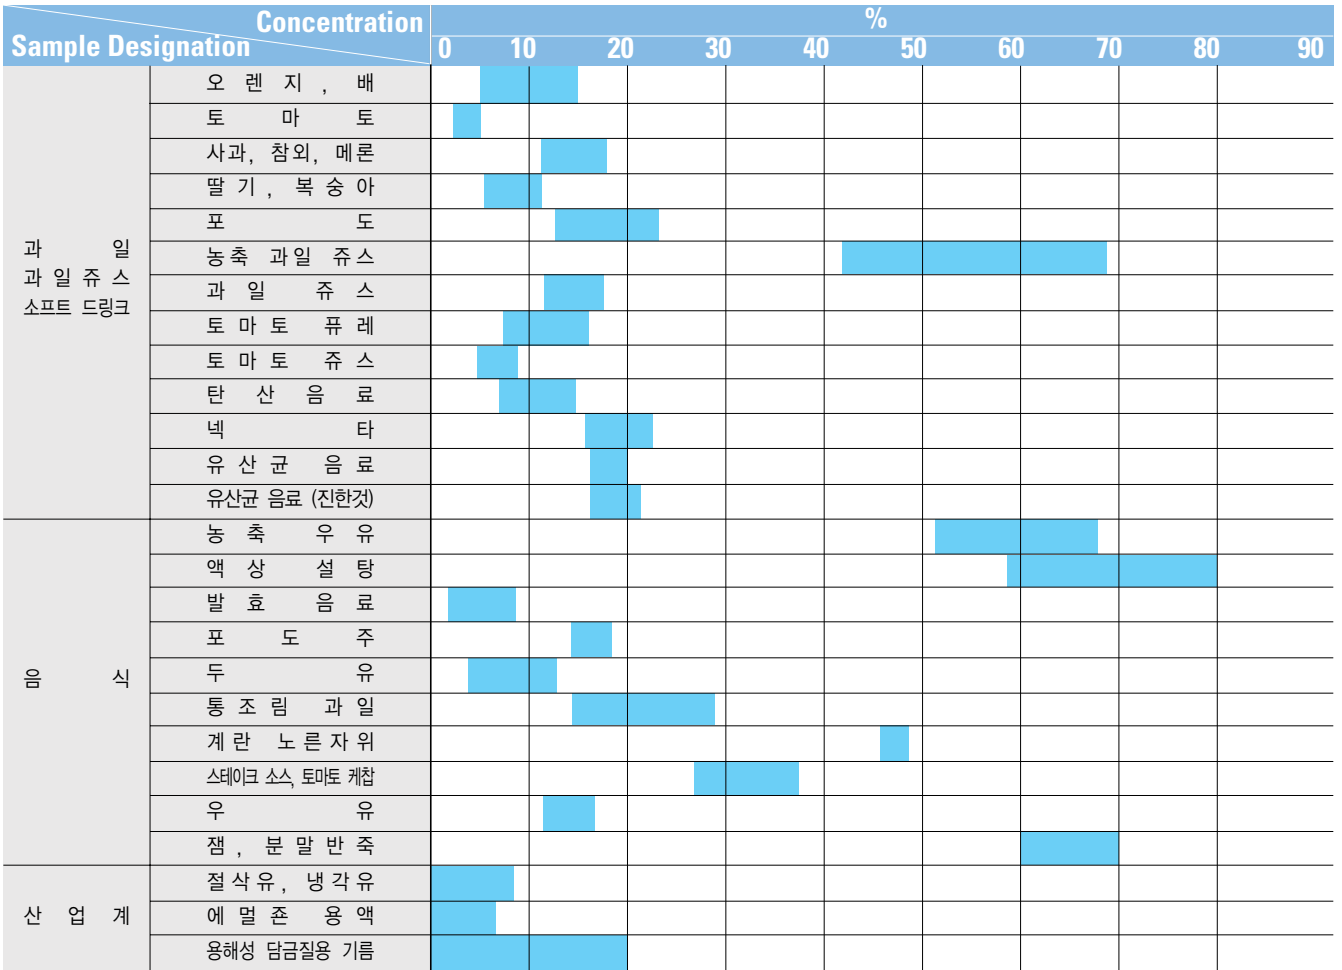 Concentration
%
Sample Designation
0 10 20 30 40 50 60 70 80 90
과 일
과 일 쥬 스
소프트 드링크
오 렌 지 , 배
토 마 토
사과, 참외, 메론
딸 기 , 복 숭 아
포 도
농축 과일 쥬스
과 일 쥬 스
토 마 토 퓨 레
토 마 토 쥬 스
탄 산 음 료
넥 타
유 산 균 음 료
유산균 음료 (진한것)
음 식
농 축 우 유
액 상 설 탕
발 효 음 료
포 도 주
두 유
통 조 림 과 일
계 란 노 른 자 위
스테이크 소스, 토마토 케찹
우 유
잼 , 분 말 반 죽
산 업 계
절 삭 유 , 냉 각 유
에 멀 죤 용 액
용해성 담금질용 기름